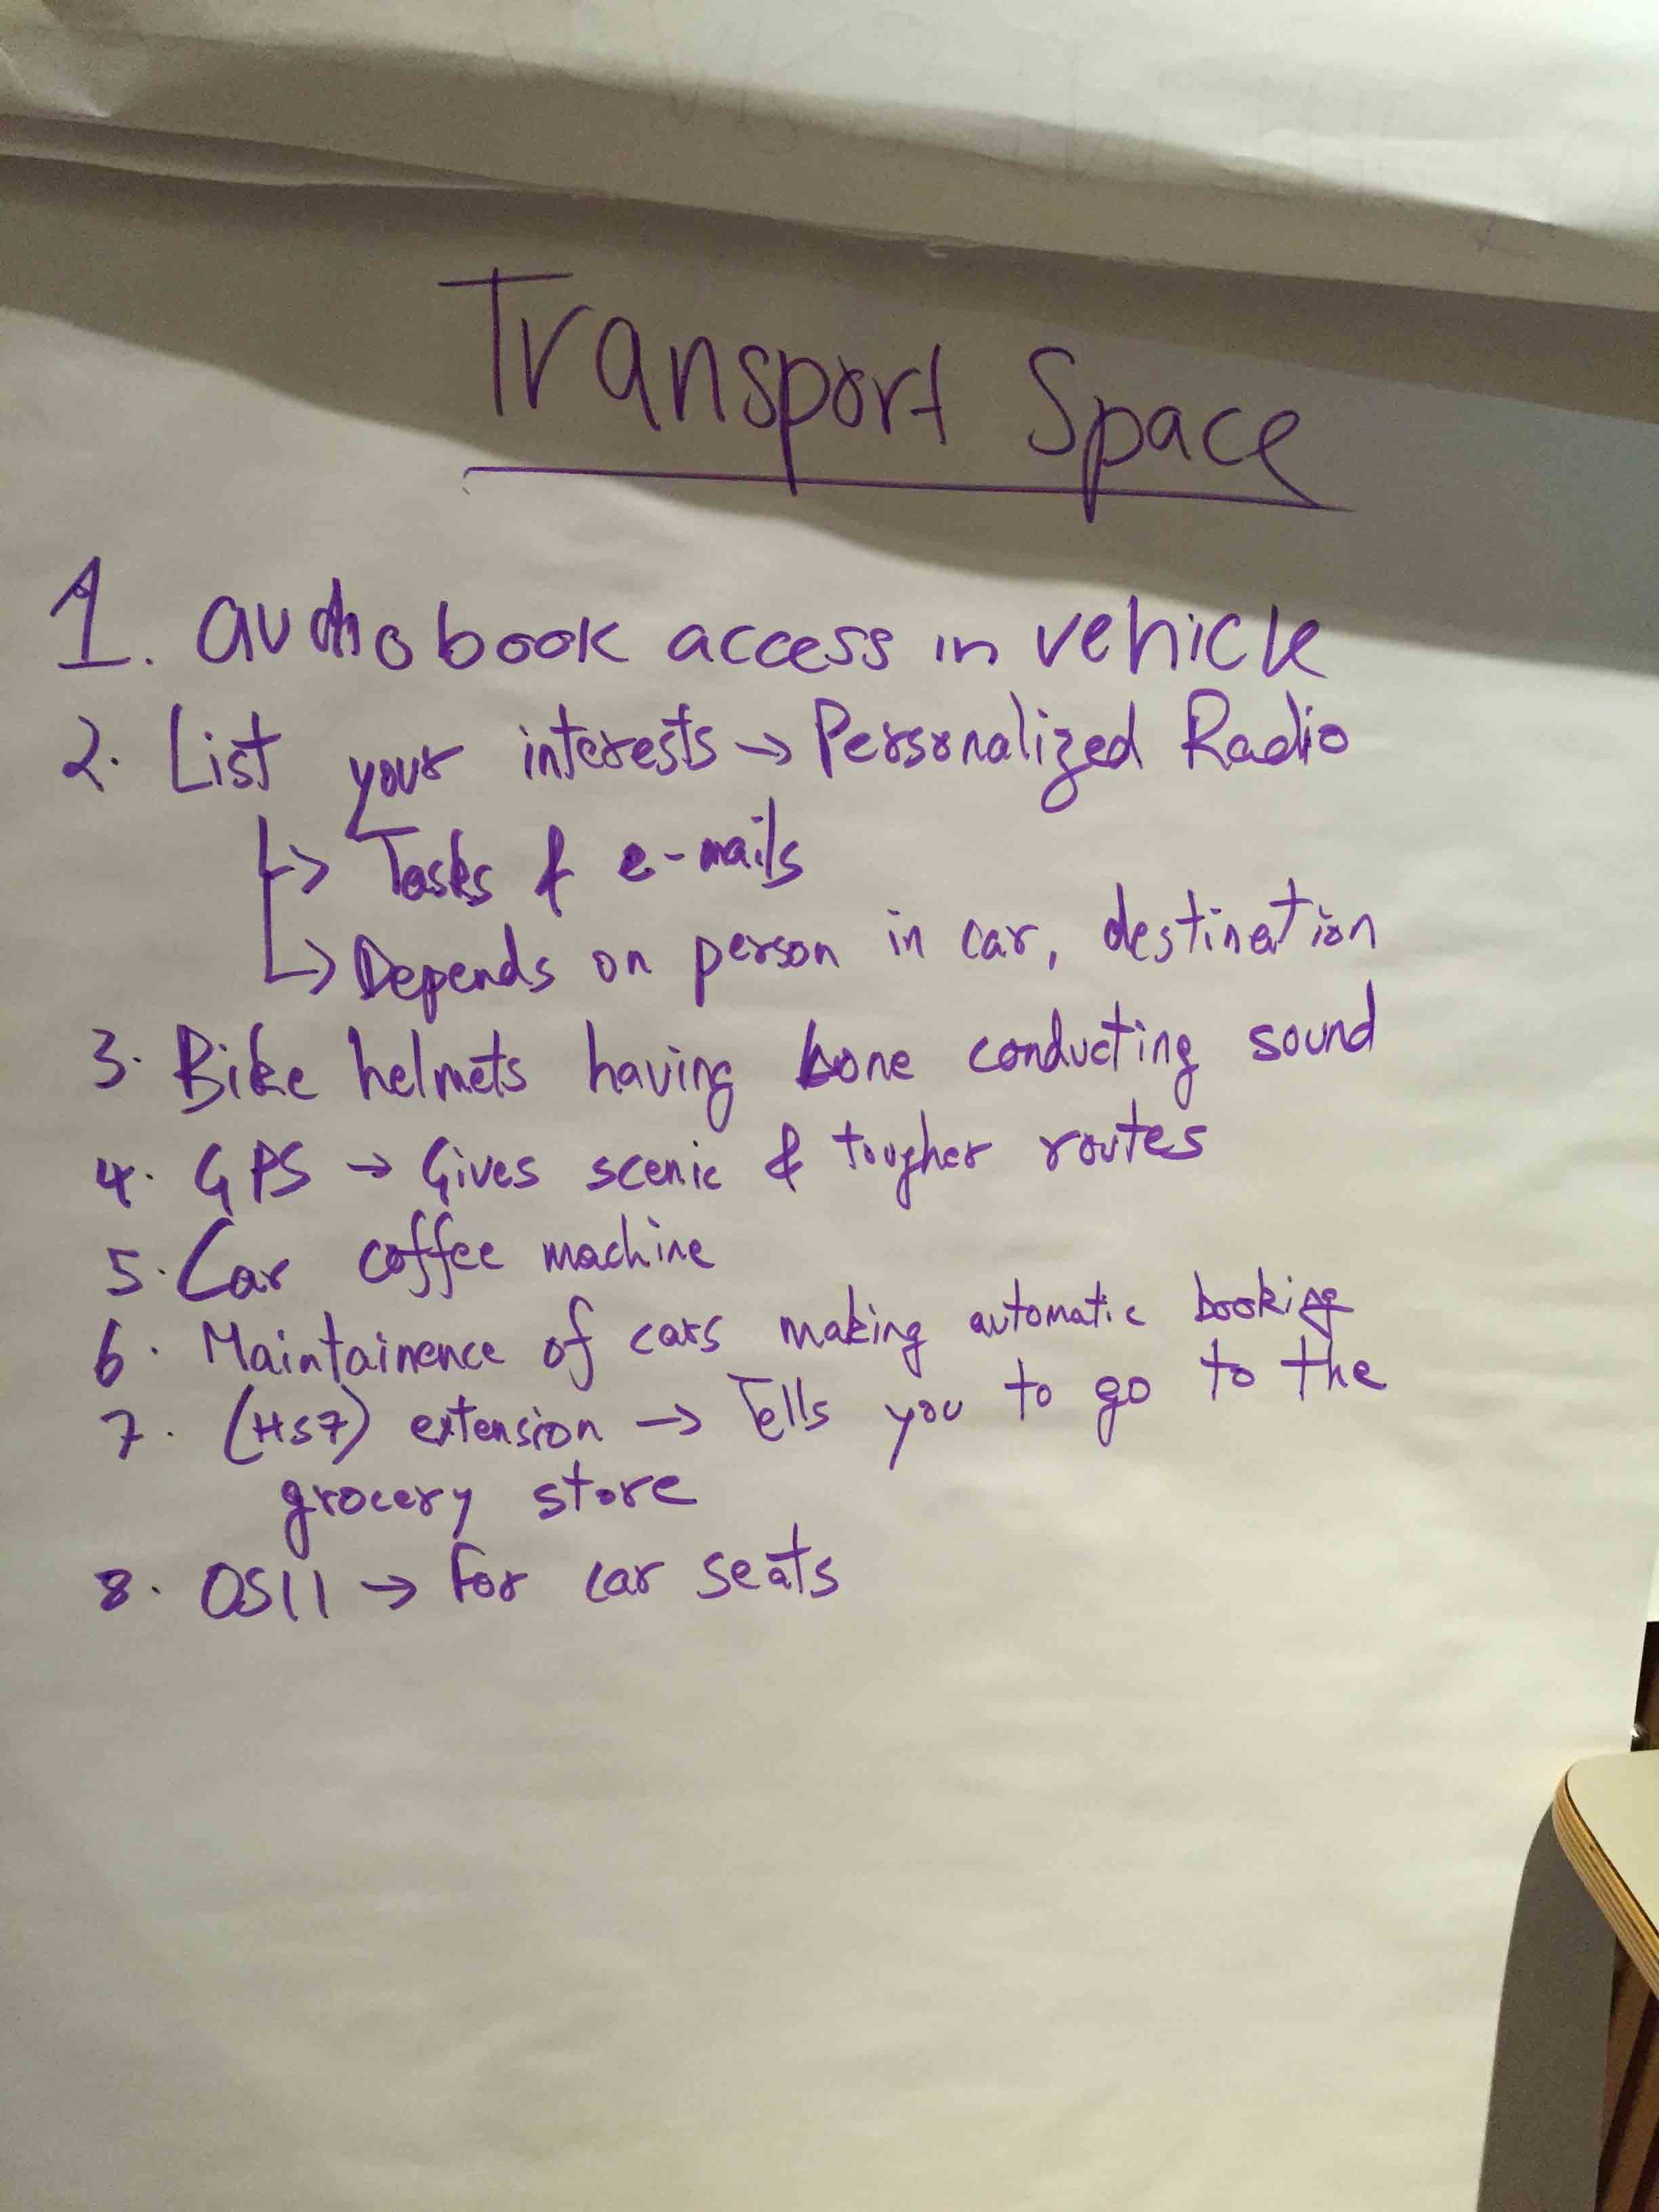 Transport Space
1. audiobook access in vehicle
2. List your interests → Personalized Radio
↳ Tasks & e-mails
↳ Depends on person in car, destination
3. Bike helmets having bone conducting sound
4. GPS → Gives scenic & tougher routes
5. Car coffee machine
6. Maintainence of cars making automatic booking
7. (HS7) extension → Tells you to go to the
grocery store
8. OS11 → For car seats